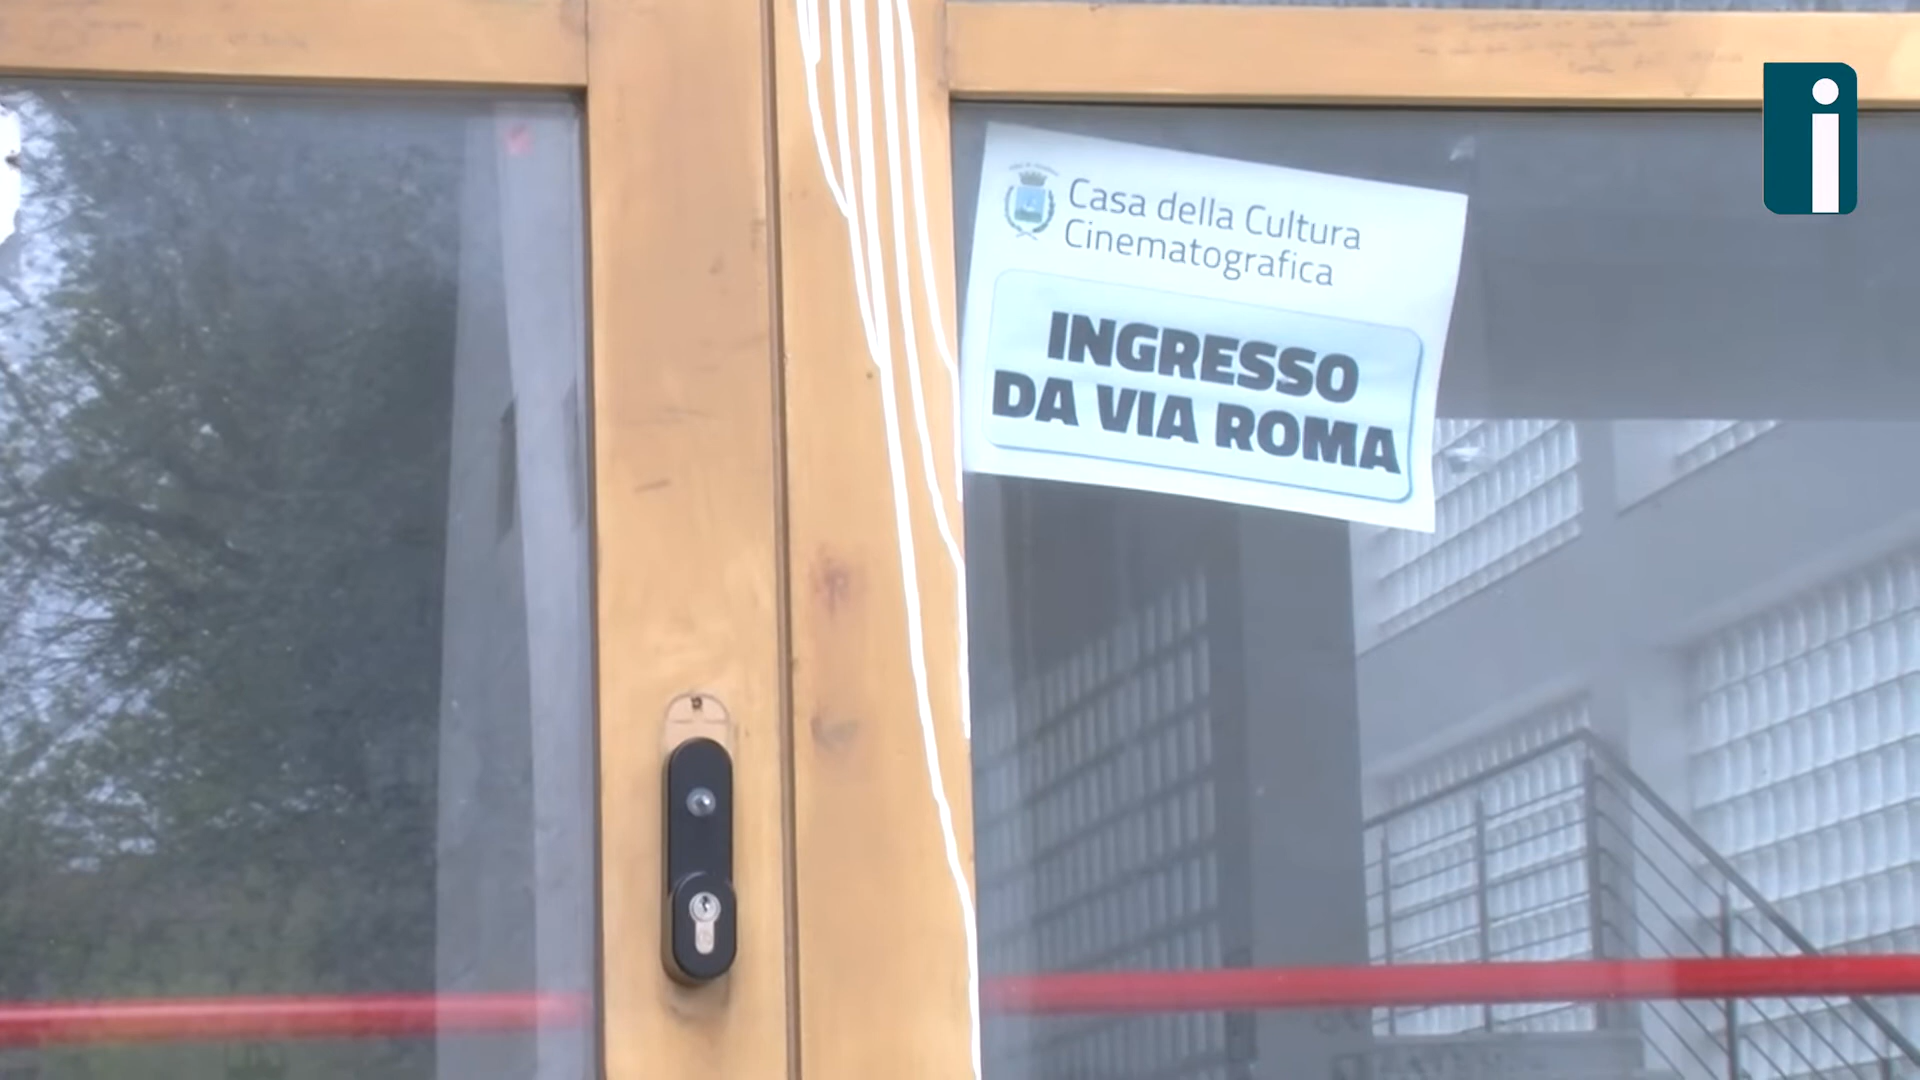 Casa della Cultura
Cinematografica
INGRESSO
DA VIA ROMA
i